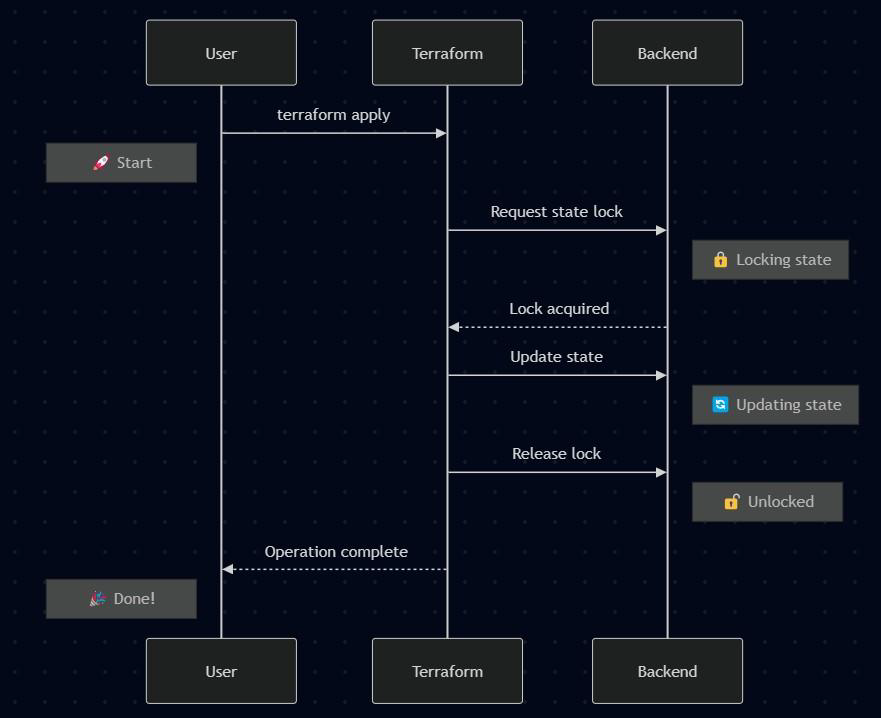 User
Terraform
Backend
terraform apply
🚀 Start
Request state lock
🔒 Locking state
Lock acquired
Update state
🔄 Updating state
Release lock
🔓 Unlocked
Operation complete
🎉 Done!
User
Terraform
Backend